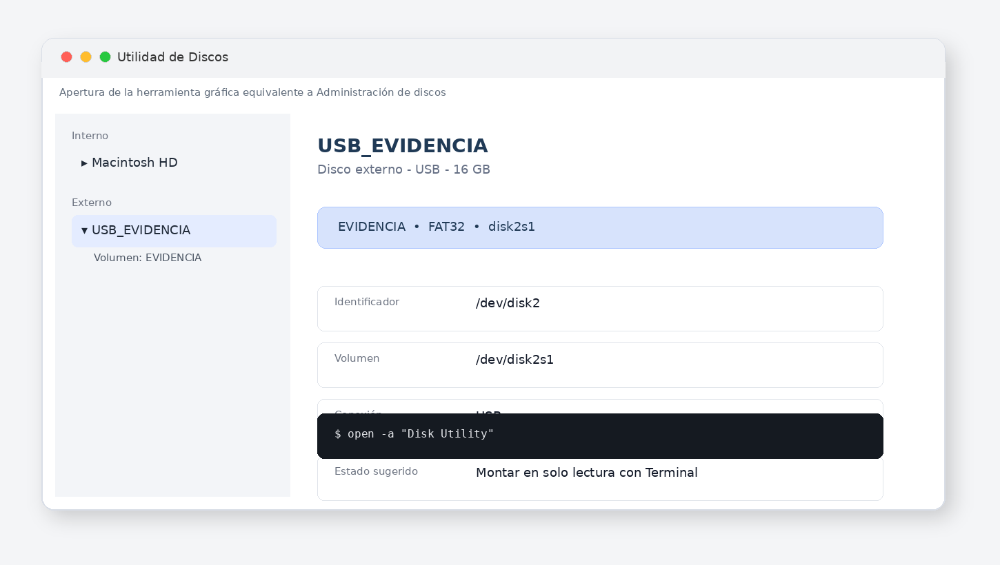 Utilidad de Discos
Apertura de la herramienta gráfica equivalente a Administración de discos
Interno
▸ Macintosh HD
Externo
▾ USB_EVIDENCIA
Volumen: EVIDENCIA
USB_EVIDENCIA
Disco externo - USB - 16 GB
EVIDENCIA • FAT32 • disk2s1
Identificador /dev/disk2
Volumen /dev/disk2s1
Conexión USB
$ open -a "Disk Utility"
Estado sugerido Montar en solo lectura con Terminal